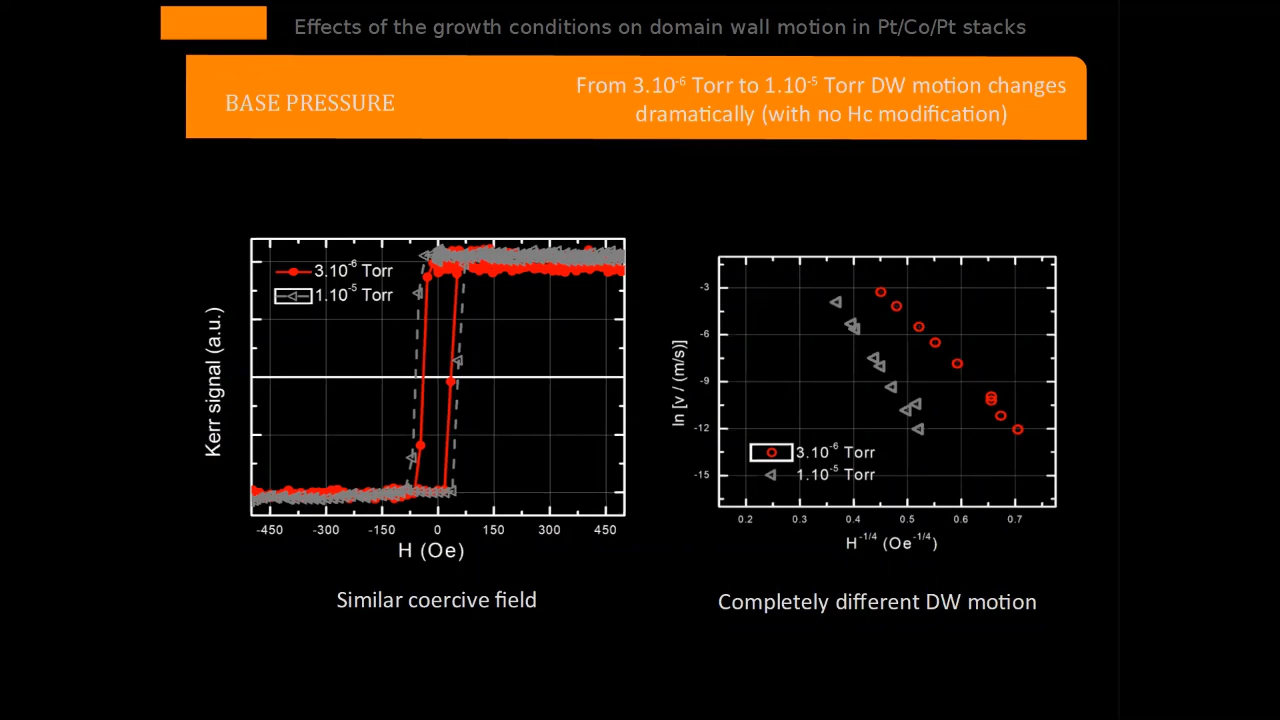 Effects of the growth conditions on domain wall motion in Pt/Co/Pt stacks
BASE PRESSURE
From 3.10⁻⁶ Torr to 1.10⁻⁵ Torr DW motion changes
dramatically (with no Hc modification)
3.10⁻⁶ Torr
1.10⁻⁵ Torr
Kerr signal (a.u.)
-450 -300 -150 0 150 300 450
H (Oe)
Similar coercive field
ln [v / (m/s)]
-3
-6
-9
-12
-15
3.10⁻⁶ Torr
1.10⁻⁵ Torr
0.2 0.3 0.4 0.5 0.6 0.7
H⁻¹/⁴ (Oe⁻¹/⁴)
Completely different DW motion